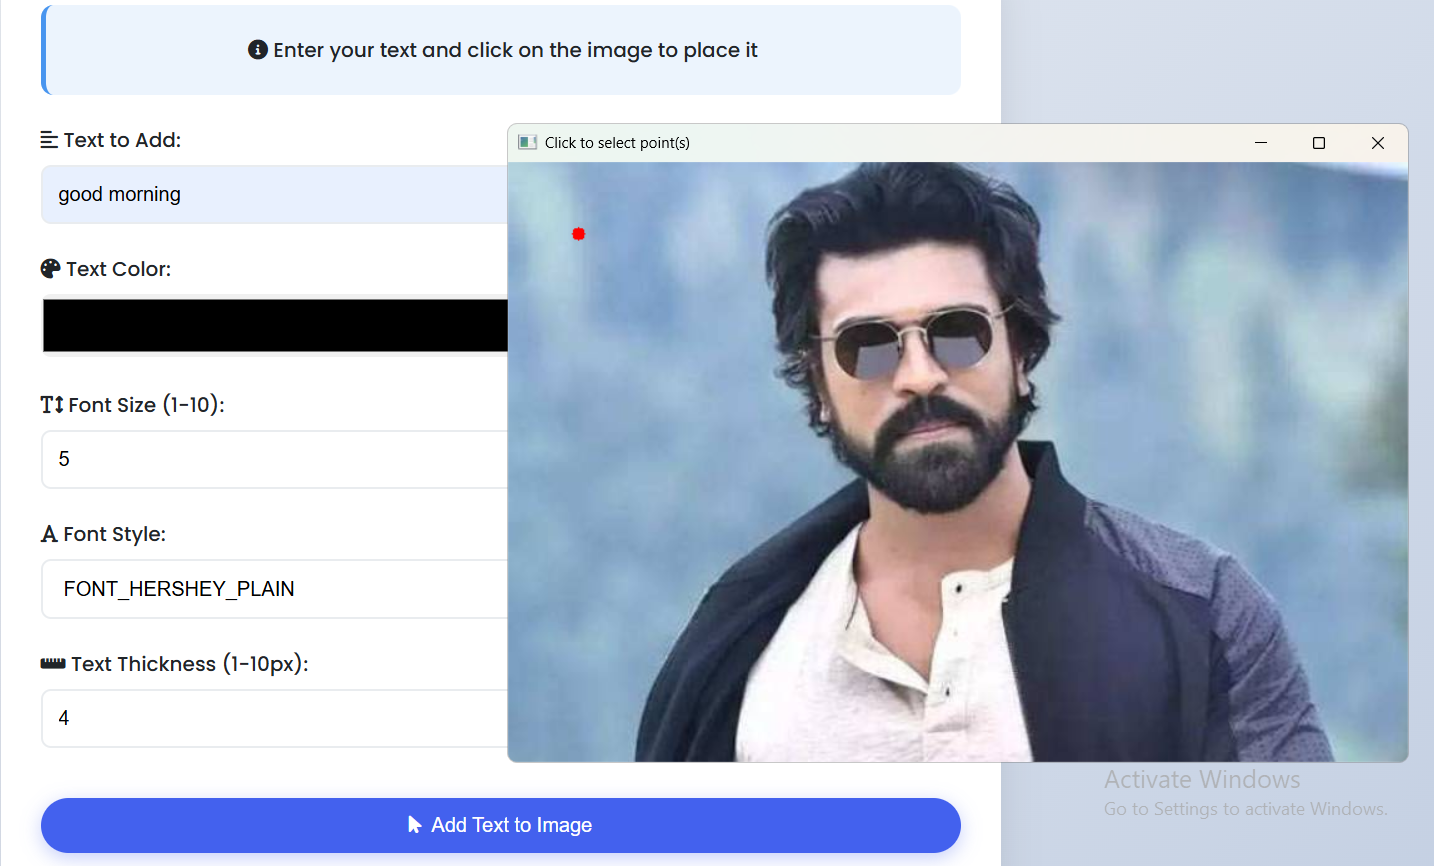 Enter your text and click on the image to place it
Text to Add:
good morning
Text Color:
Font Size (1-10):
5
Font Style:
FONT_HERSHEY_PLAIN
Text Thickness (1-10px):
4
Add Text to Image
Click to select point(s)
Activate Windows
Go to Settings to activate Windows.